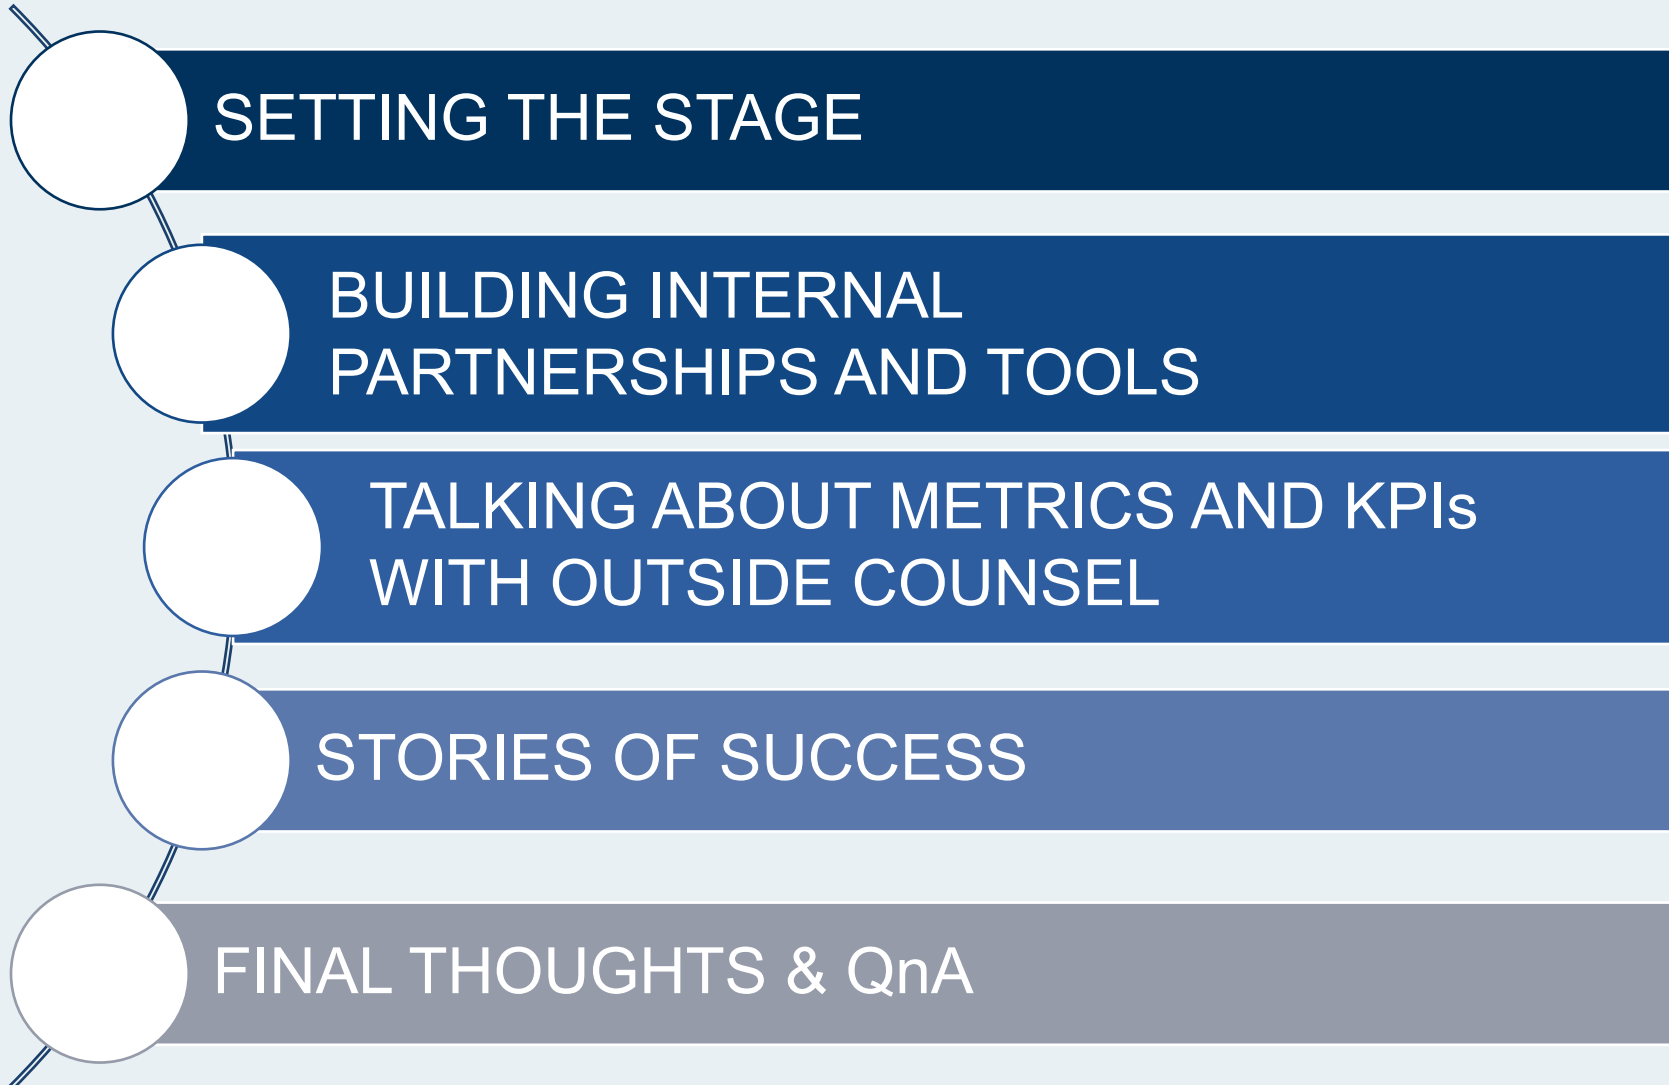 SETTING THE STAGE
BUILDING INTERNAL
PARTNERSHIPS AND TOOLS
TALKING ABOUT METRICS AND KPIs
WITH OUTSIDE COUNSEL
STORIES OF SUCCESS
FINAL THOUGHTS & QnA